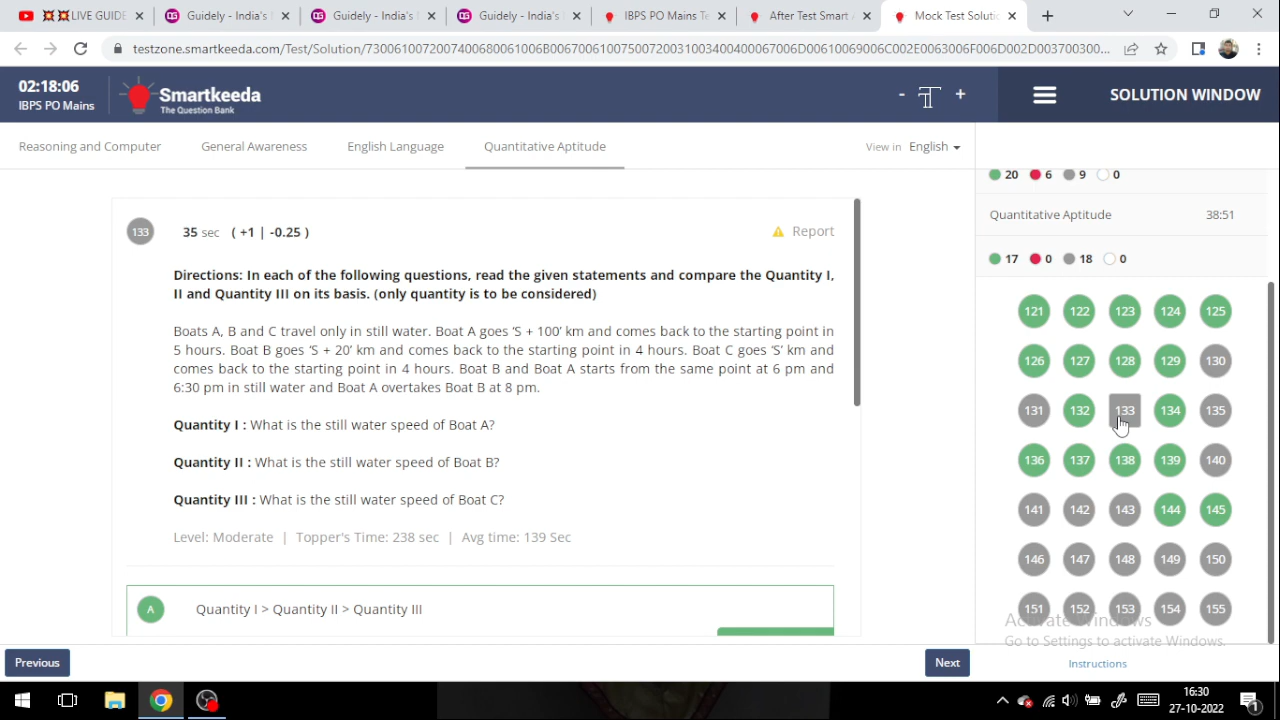 LIVE GUIDE
Guidely - India's
Guidely - India's
Guidely - India's
IBPS PO Mains Te
After Test Smart A
Mock Test Soluti
testzone.smartkeeda.com/Test/Solution/
02:18:06
IBPS PO Mains
Smartkeeda
The Question Bank
- T +
SOLUTION WINDOW
Reasoning and Computer
General Awareness
English Language
Quantitative Aptitude
View in English
20 6 9 0
Quantitative Aptitude 38:51
17 0 18 0
133 35 sec ( +1 | -0.25 )
Report
Directions: In each of the following questions, read the given statements and compare the Quantity I,
II and Quantity III on its basis. (only quantity is to be considered)
Boats A, B and C travel only in still water. Boat A goes ‘S + 100’ km and comes back to the starting point in
5 hours. Boat B goes ‘S + 20’ km and comes back to the starting point in 4 hours. Boat C goes ‘S’ km and
comes back to the starting point in 4 hours. Boat B and Boat A starts from the same point at 6 pm and
6:30 pm in still water and Boat A overtakes Boat B at 8 pm.
Quantity I : What is the still water speed of Boat A?
Quantity II : What is the still water speed of Boat B?
Quantity III : What is the still water speed of Boat C?
Level: Moderate | Topper's Time: 238 sec | Avg time: 139 Sec
A Quantity I > Quantity II > Quantity III
121 122 123 124 125
126 127 128 129 130
131 132 133 134 135
136 137 138 139 140
141 142 143 144 145
146 147 148 149 150
151 152 153 154 155
Activate Windows
Go to Settings to activate Windows.
Previous
Next
Instructions
16:30
27-10-2022
1